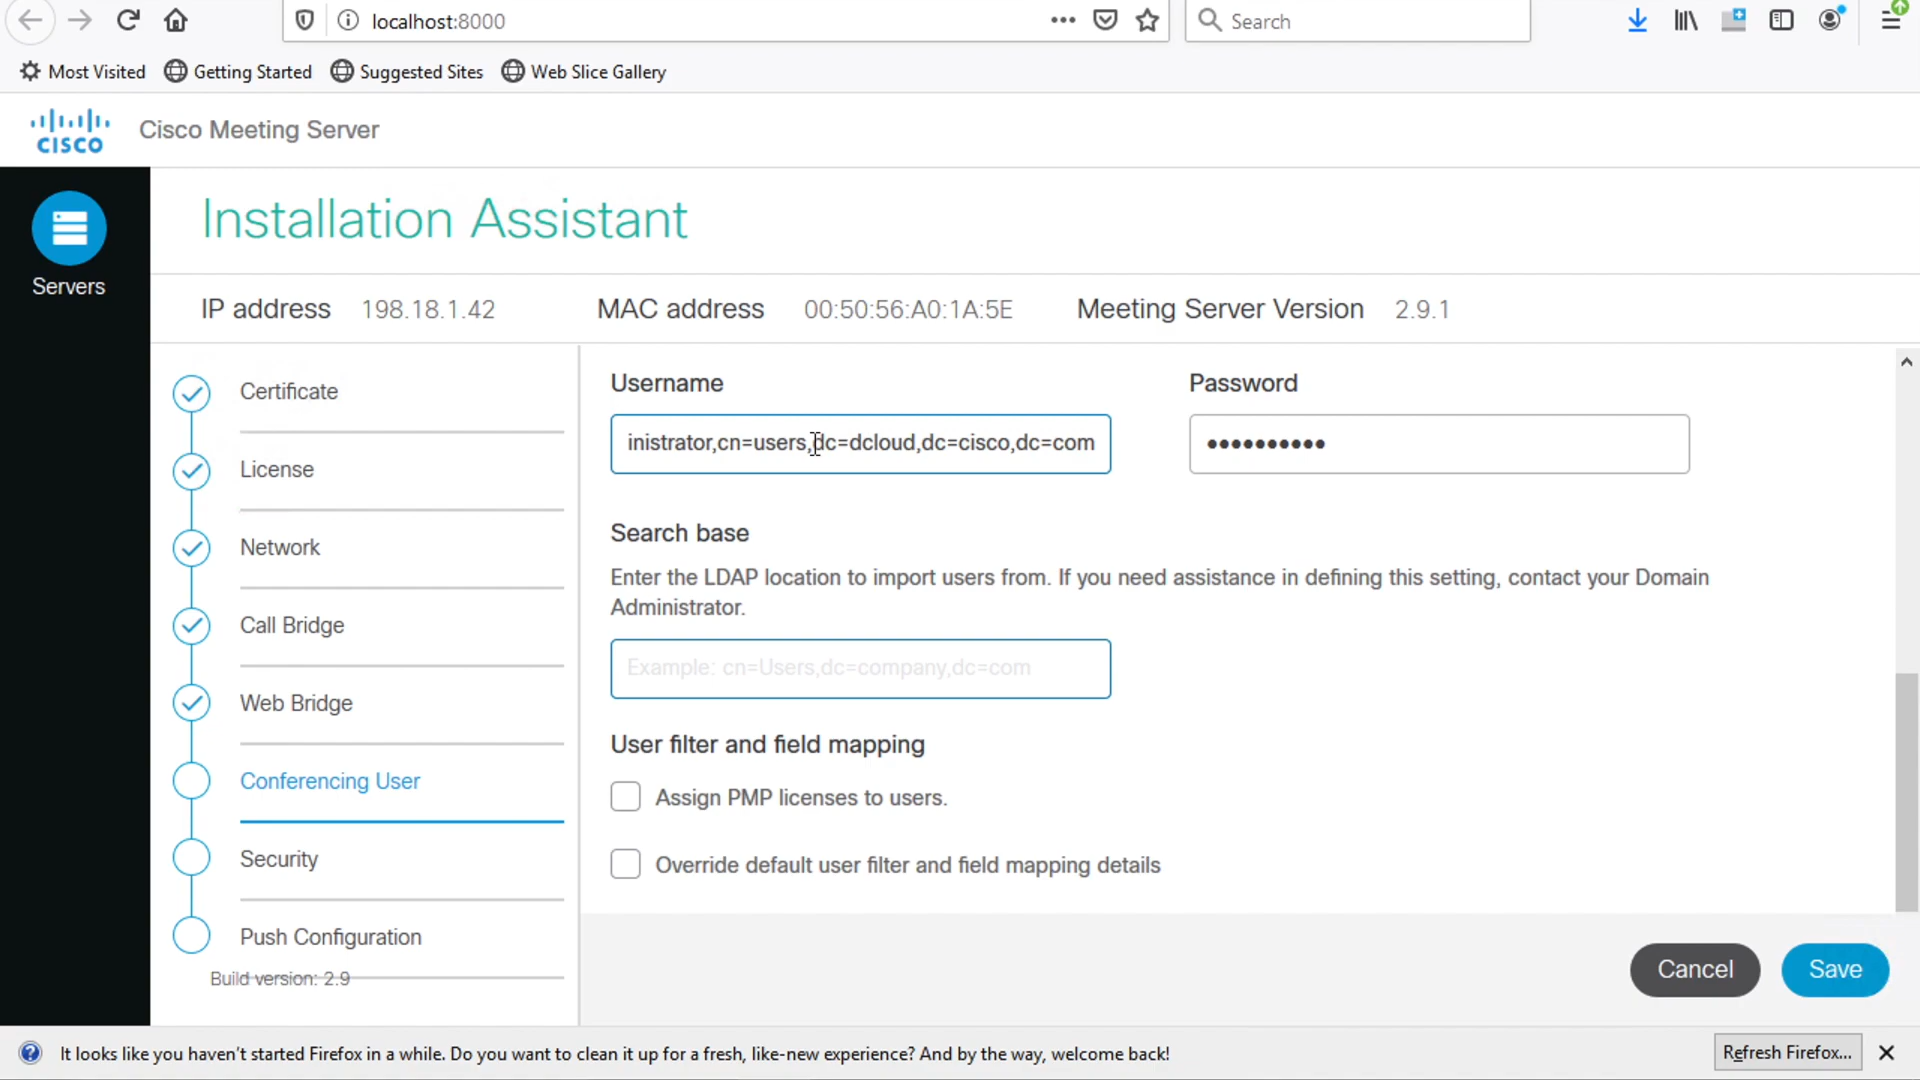 localhost:8000
Search
Most Visited
Getting Started
Suggested Sites
Web Slice Gallery
CISCO
Cisco Meeting Server
Servers
Installation Assistant
IP address 198.18.1.42
MAC address 00:50:56:A0:1A:5E
Meeting Server Version 2.9.1
Certificate
License
Network
Call Bridge
Web Bridge
Conferencing User
Security
Push Configuration
Build version: 2.9
Username
inistrator,cn=users,dc=dcloud,dc=cisco,dc=com
Password
Search base
Enter the LDAP location to import users from. If you need assistance in defining this setting, contact your Domain
Administrator.
Example: cn=Users,dc=company,dc=com
User filter and field mapping
Assign PMP licenses to users.
Override default user filter and field mapping details
Cancel
Save
It looks like you haven't started Firefox in a while. Do you want to clean it up for a fresh, like-new experience? And by the way, welcome back!
Refresh Firefox...